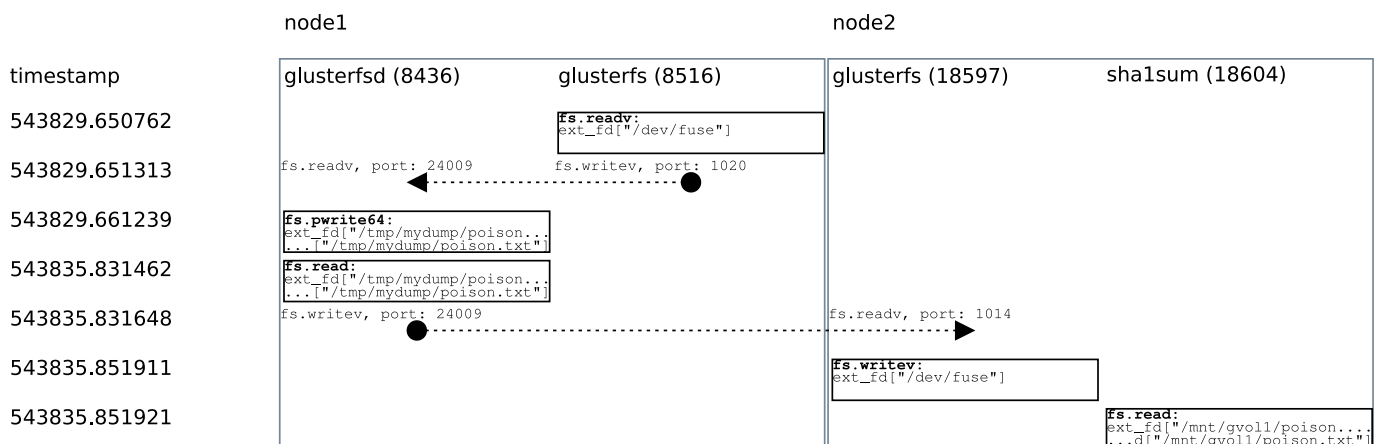 node1 node2
timestamp glusterfsd (8436) glusterfs (8516) glusterfs (18597) sha1sum (18604)
543829.650762
fs.readv:
ext_fd["/dev/fuse"]
543829.651313
fs.readv, port: 24009 fs.writev, port: 1020
543829.661239
fs.pwrite64:
ext_fd["/tmp/mydump/poison...
...["/tmp/mydump/poison.txt"]
543835.831462
fs.read:
ext_fd["/tmp/mydump/poison...
...["/tmp/mydump/poison.txt"]
543835.831648
fs.writev, port: 24009 fs.readv, port: 1014
543835.851911
fs.writev:
ext_fd["/dev/fuse"]
543835.851921
fs.read:
ext_fd["/mnt/gvol1/poison....
...d["/mnt/gvol1/poison.txt"]